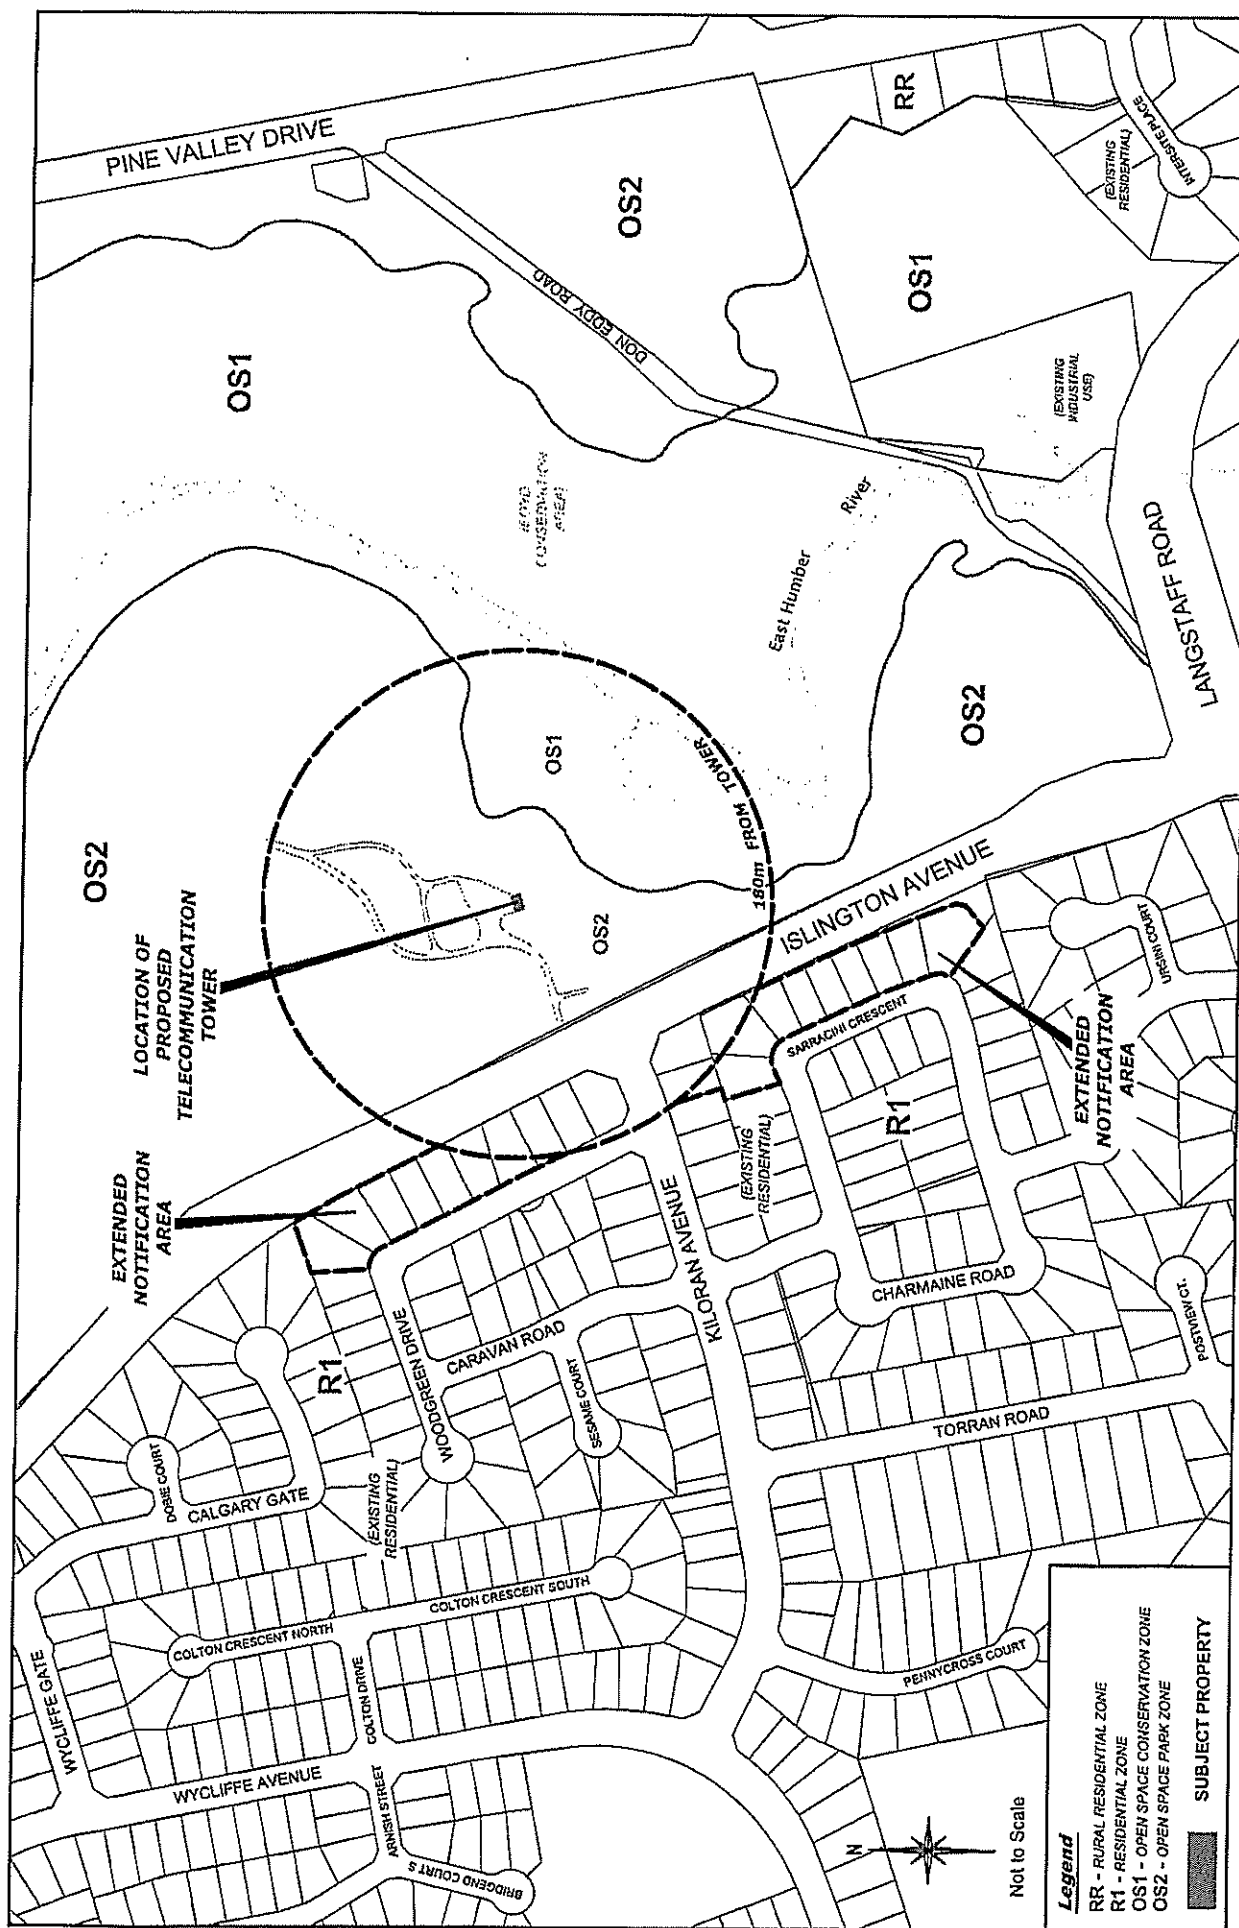 PINE VALLEY DRIVE
RR
OS2
DON EDDY ROAD
OS1
(EXISTING
RESIDENTIAL)
INTERSITE PLACE
OS1
(EXISTING
INDUSTRIAL
USE)
CONSERVATION
AREA)
East Humber
River
LANGSTAFF ROAD
OS2
OS2
OS1
180m FROM TOWER
OS2
LOCATION OF
PROPOSED
TELECOMMUNICATION
TOWER
ISLINGTON AVENUE
EXTENDED
NOTIFICATION
AREA
EXTENDED
NOTIFICATION
AREA
SARRACINI CRESCENT
URSINI COURT
R1
(EXISTING
RESIDENTIAL)
R1
(EXISTING
RESIDENTIAL)
KILORAN AVENUE
CHARMAINE ROAD
POSTVIEW CT.
TORRAN ROAD
WOODGREEN DRIVE
CARAVAN ROAD
SESAME COURT
DOBIE COURT
CALGARY GATE
COLTON CRESCENT NORTH
COLTON CRESCENT SOUTH
COLTON DRIVE
WYCLIFFE GATE
WYCLIFFE AVENUE
ARNISH STREET
BRIDGEND COURT S
PENNYCROSS COURT
N
Not to Scale
Legend
RR - RURAL RESIDENTIAL ZONE
R1 - RESIDENTIAL ZONE
OS1 - OPEN SPACE CONSERVATION ZONE
OS2 - OPEN SPACE PARK ZONE
SUBJECT PROPERTY